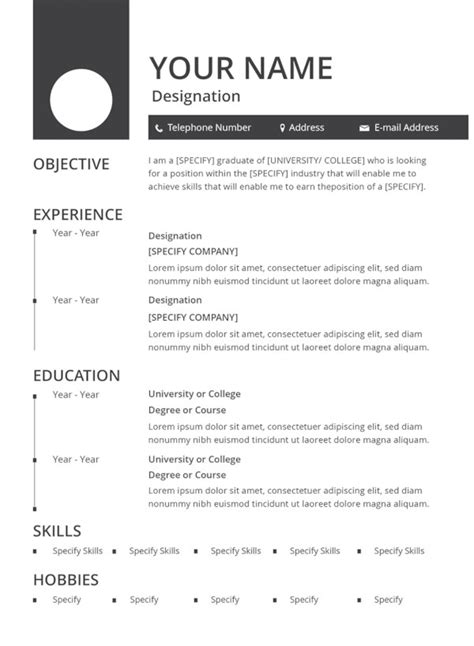 YOUR NAME
Designation
Telephone Number Address E-mail Address
OBJECTIVE
I am a [SPECIFY] graduate of [UNIVERSITY/ COLLEGE] who is looking
for a position within the [SPECIFY] industry that will enable me to
achieve skills that will enable me to earn theposition of a [SPECIFY].
EXPERIENCE
Year - Year
Designation
[SPECIFY COMPANY]
Lorem ipsum dolor sit amet, consectetuer adipiscing elit, sed diam
nonummy nibh euismod tincidunt ut laoreet dolore magna aliquam
Year - Year
Designation
[SPECIFY COMPANY]
Lorem ipsum dolor sit amet, consectetuer adipiscing elit, sed diam
nonummy nibh euismod tincidunt ut laoreet dolore magna aliquam
EDUCATION
Year - Year
University or College
Degree or Course
Lorem ipsum dolor sit amet, consectetuer adipiscing elit, sed diam
nonummy nibh euismod tincidunt ut laoreet dolore magna aliquam
Year - Year
University or College
Degree or Course
Lorem ipsum dolor sit amet, consectetuer adipiscing elit, sed diam
nonummy nibh euismod tincidunt ut laoreet dolore magna aliquam
SKILLS
Specify Skills Specify Skills Specify Skills Specify Skills Specify Skills
HOBBIES
Specify Specify Specify Specify Specify